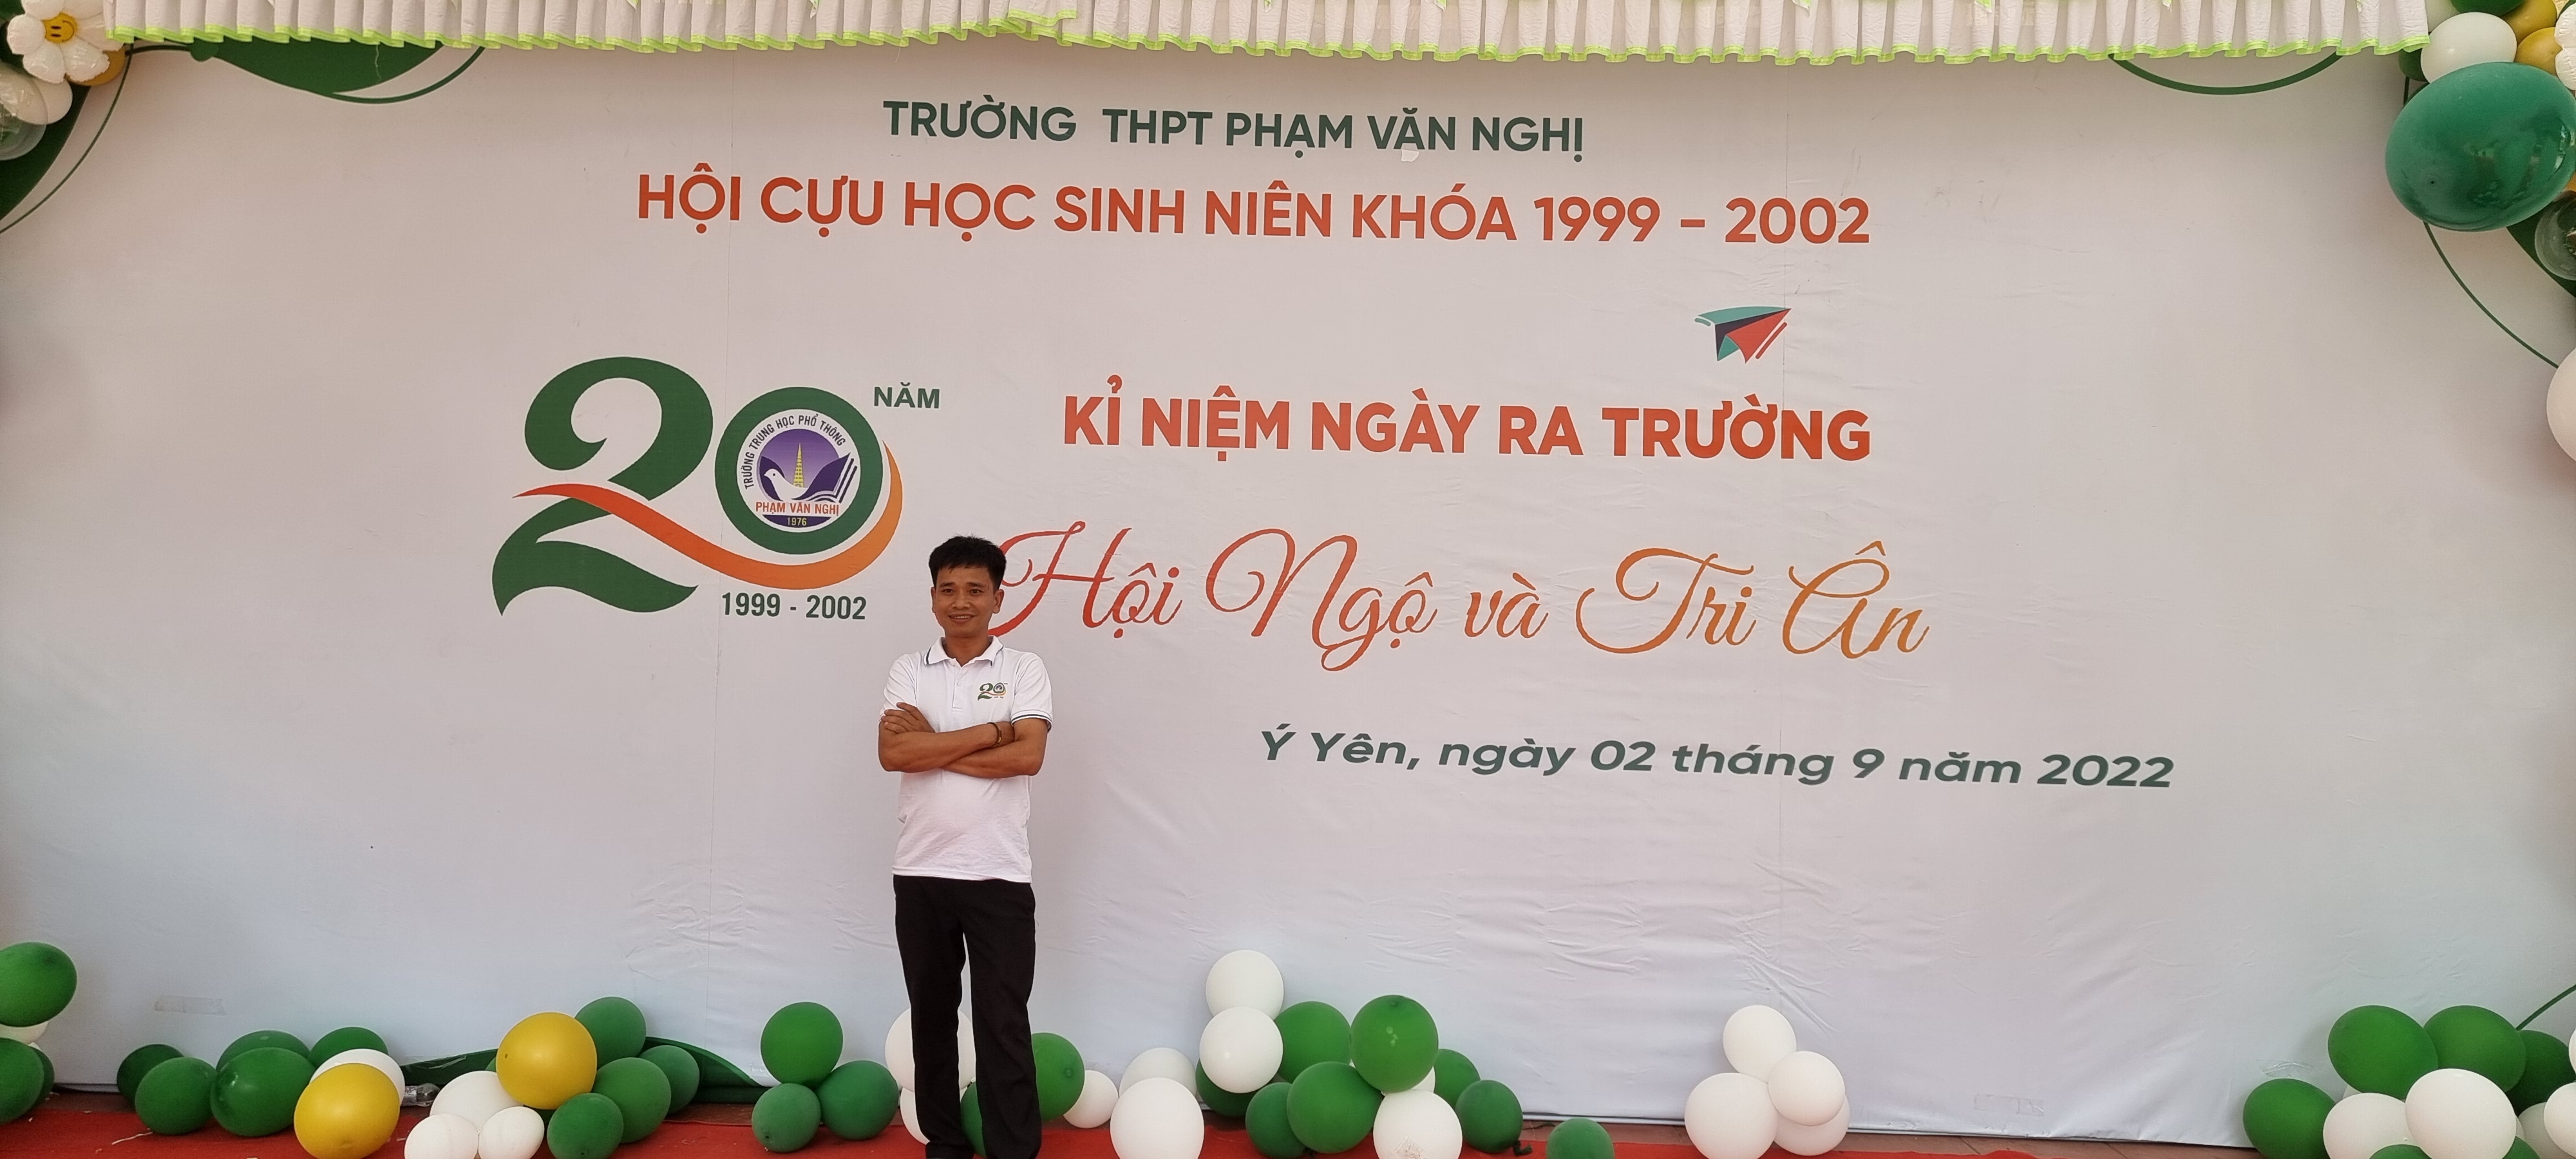 TRƯỜNG THPT PHẠM VĂN NGHỊ
HỘI CỰU HỌC SINH NIÊN KHÓA 1999 - 2002
20 NĂM
TRƯỜNG TRUNG HỌC PHỔ THÔNG
PHẠM VĂN NGHỊ
1976
1999 - 2002
KỈ NIỆM NGÀY RA TRƯỜNG
Hội Ngộ và Tri Ân
Ý Yên, ngày 02 tháng 9 năm 2022
20